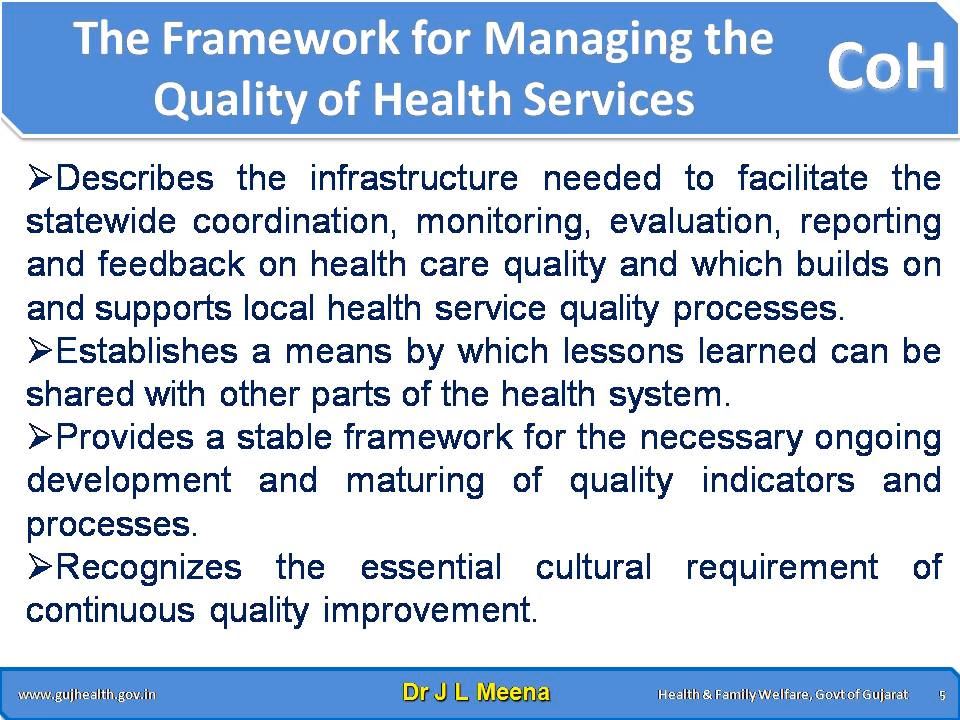 The Framework for Managing the
Quality of Health Services
CoH
➢Describes the infrastructure needed to facilitate the
statewide coordination, monitoring, evaluation, reporting
and feedback on health care quality and which builds on
and supports local health service quality processes.
➢Establishes a means by which lessons learned can be
shared with other parts of the health system.
➢Provides a stable framework for the necessary ongoing
development and maturing of quality indicators and
processes.
➢Recognizes the essential cultural requirement of
continuous quality improvement.
www.gujhealth.gov.in
Dr J L Meena
Health & Family Welfare, Govt of Gujarat
5